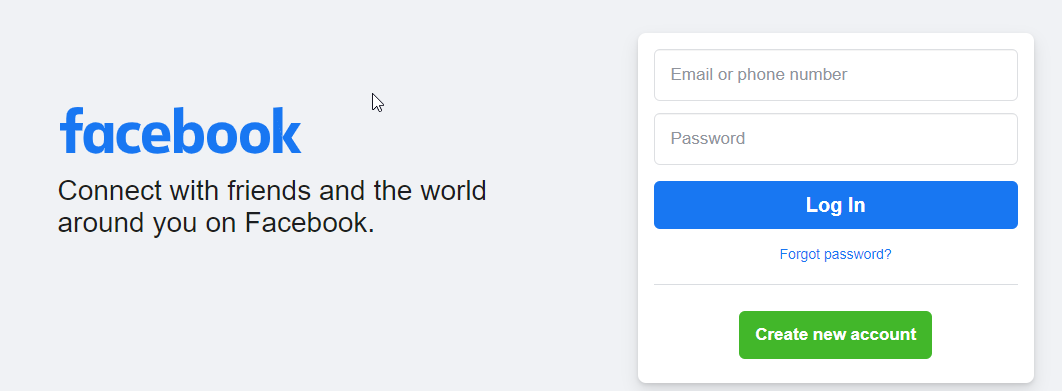 facebook
Connect with friends and the world
around you on Facebook.
Email or phone number
Password
Log In
Forgot password?
Create new account